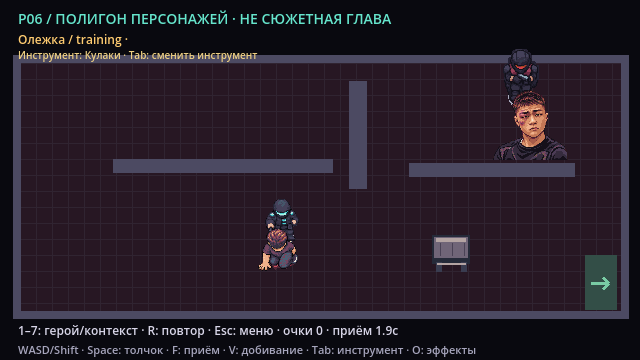 P06 / ПОЛИГОН ПЕРСОНАЖЕЙ · НЕ СЮЖЕТНАЯ ГЛАВА
Олежка / training ·
Инструмент: Кулаки · Tab: сменить инструмент
1–7: герой/контекст · R: повтор · Esc: меню · очки 0 · приём 1.9с
WASD/Shift · Space: толчок · F: приём · V: добивание · Tab: инструмент · O: эффекты